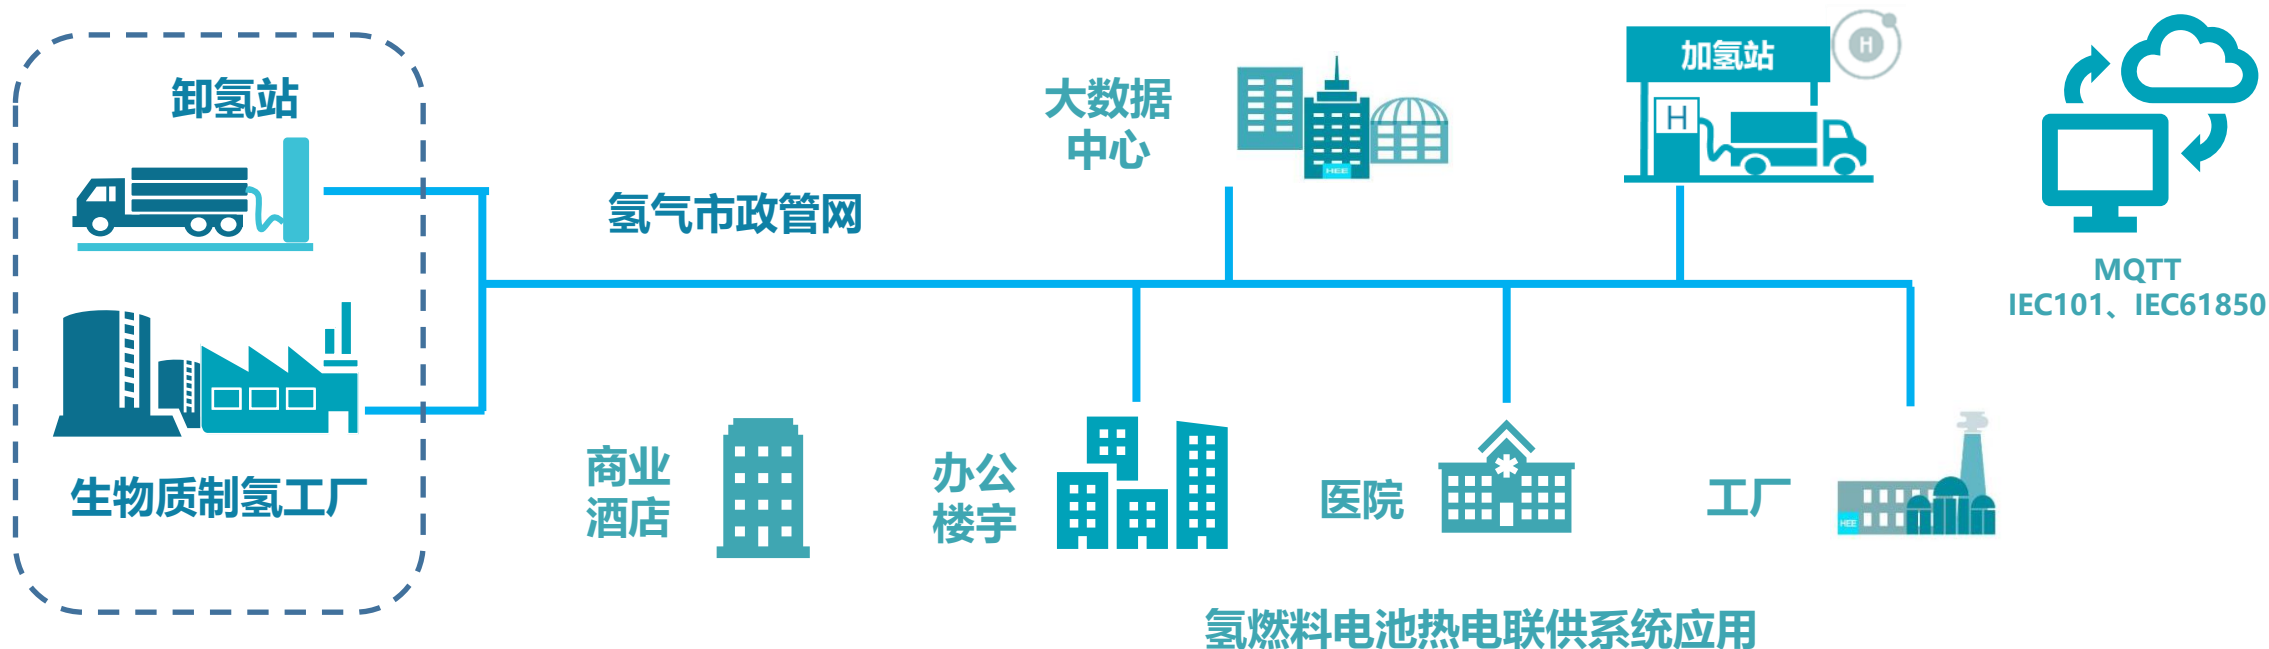 卸氢站
生物质制氢工厂
氢气市政管网
大数据
中心
HEE
加氢站
H
H
MQTT
IEC101、IEC61850
商业
酒店
办公
楼宇
医院
工厂
HEE
氢燃料电池热电联供系统应用